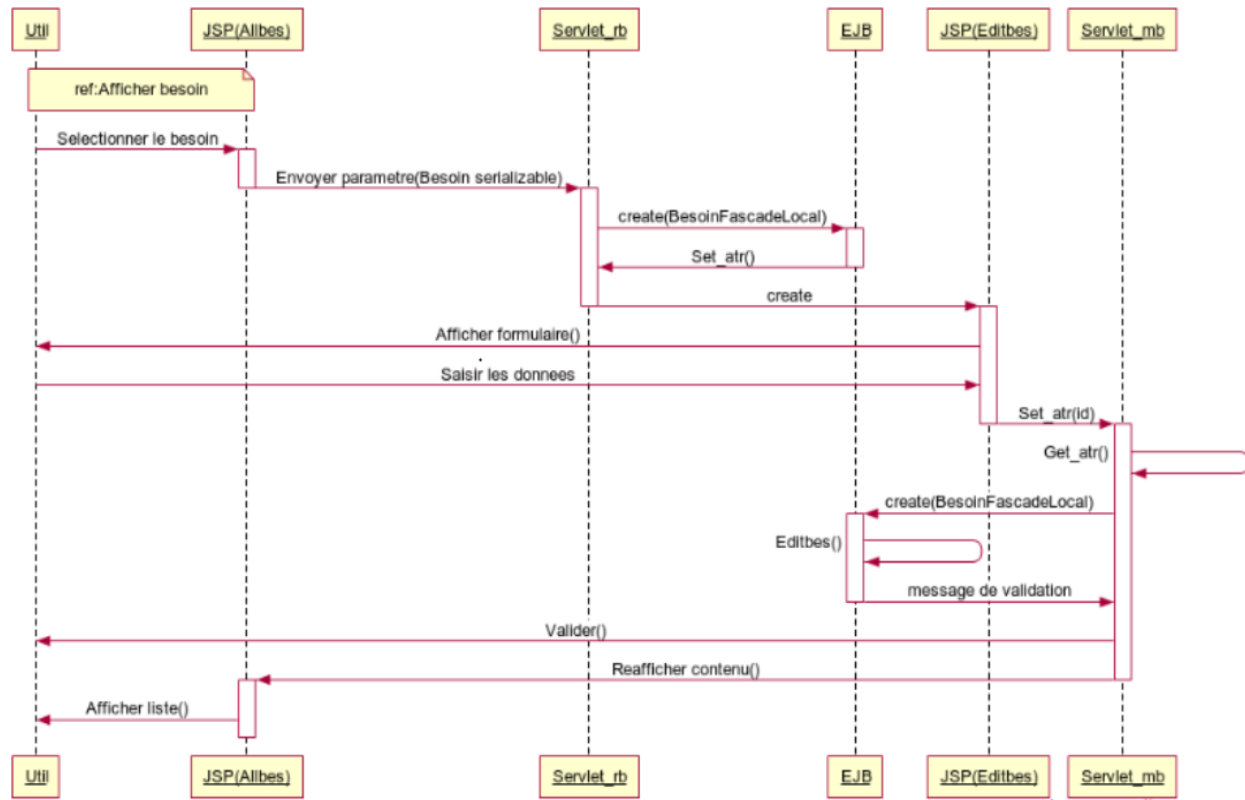 Util JSP(Allbes) Servlet_rb EJB JSP(Editbes) Servlet_mb
ref:Afficher besoin
Selectionner le besoin
Envoyer parametre(Besoin serializable)
create(BesoinFascadeLocal)
Set_atr()
create
Afficher formulaire()
Saisir les donnees
Set_atr(id)
Get_atr()
create(BesoinFascadeLocal)
Editbes()
message de validation
Valider()
Reafficher contenu()
Afficher liste()
Util JSP(Allbes) Servlet_rb EJB JSP(Editbes) Servlet_mb